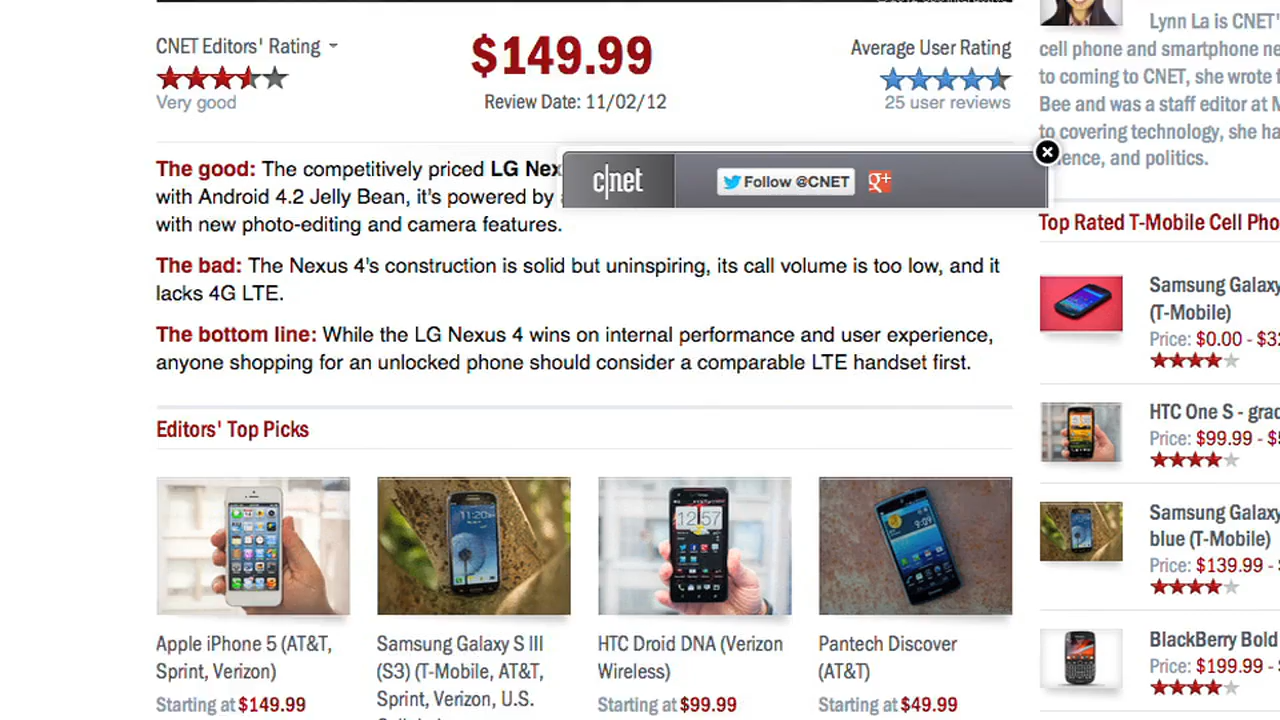 CNET Editors' Rating
Very good
$149.99
Review Date: 11/02/12
Average User Rating
25 user reviews
The good: The competitively priced LG Nex
with Android 4.2 Jelly Bean, it's powered by
with new photo-editing and camera features.
c|net
Follow @CNET
g+
The bad: The Nexus 4's construction is solid but uninspiring, its call volume is too low, and it
lacks 4G LTE.
The bottom line: While the LG Nexus 4 wins on internal performance and user experience,
anyone shopping for an unlocked phone should consider a comparable LTE handset first.
Editors' Top Picks
Apple iPhone 5 (AT&T,
Sprint, Verizon)
Starting at $149.99
Samsung Galaxy S III
(S3) (T-Mobile, AT&T,
Sprint, Verizon, U.S.
HTC Droid DNA (Verizon
Wireless)
Starting at $99.99
Pantech Discover
(AT&T)
Starting at $49.99
Lynn La is CNET'
cell phone and smartphone ne
to coming to CNET, she wrote f
Bee and was a staff editor at M
to covering technology, she ha
ence, and politics.
Top Rated T-Mobile Cell Pho
Samsung Galaxy
(T-Mobile)
Price: $0.00 - $3
HTC One S - grad
Price: $99.99 - $
Samsung Galaxy
blue (T-Mobile)
Price: $139.99 -
BlackBerry Bold
Price: $199.99 -